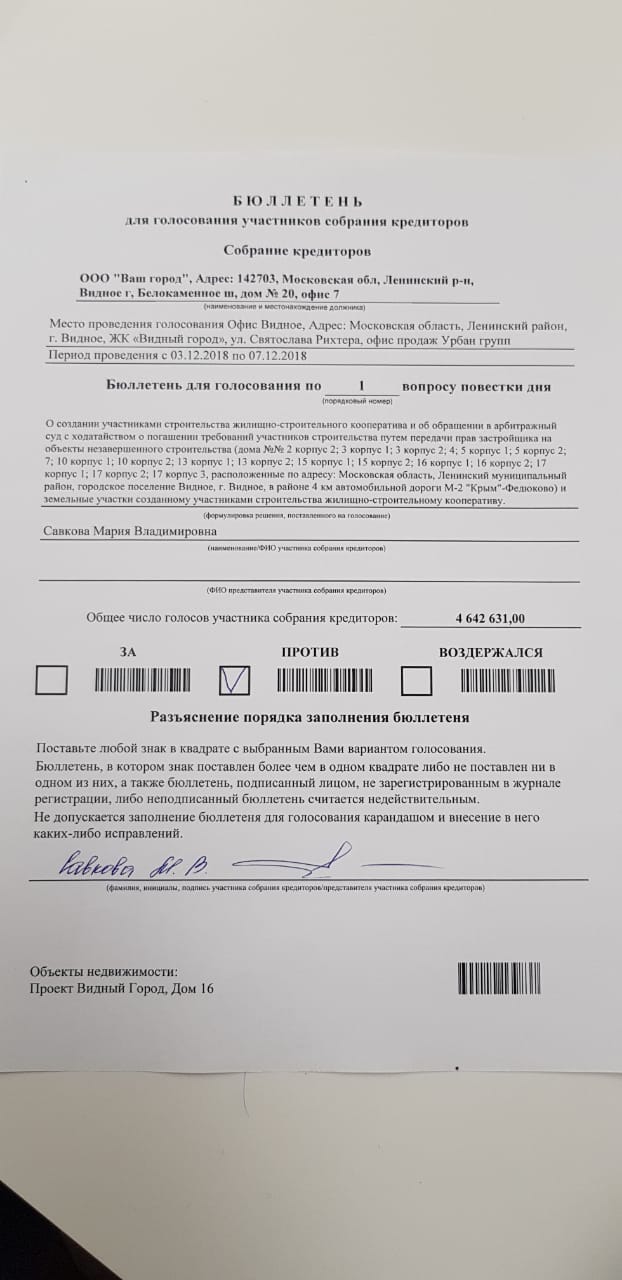 БЮЛЛЕТЕНЬ
для голосования участников собрания кредиторов
Собрание кредиторов
ООО "Ваш город", Адрес: 142703, Московская обл, Ленинский р-н,
Видное г, Белокаменное ш, дом № 20, офис 7
(наименование и местонахождение должника)
Место проведения голосования Офис Видное, Адрес: Московская область, Ленинский район,
г. Видное, ЖК «Видный город», ул. Святослава Рихтера, офис продаж Урбан групп
Период проведения с 03.12.2018 по 07.12.2018
Бюллетень для голосования по 1 вопросу повестки дня
(порядковый номер)
О создании участниками строительства жилищно-строительного кооператива и об обращении в арбитражный
суд с ходатайством о погашении требований участников строительства путем передачи прав застройщика на
объекты незавершенного строительства (дома №№ 2 корпус 2; 3 корпус 1; 3 корпус 2; 4; 5 корпус 1; 5 корпус 2;
7; 10 корпус 1; 10 корпус 2; 13 корпус 1; 13 корпус 2; 15 корпус 1; 15 корпус 2; 16 корпус 1; 16 корпус 2; 17
корпус 1; 17 корпус 2; 17 корпус 3, расположенные по адресу: Московская область, Ленинский муниципальный
район, городское поселение Видное, г. Видное, в районе 4 км автомобильной дороги М-2 "Крым"-Федюково) и
земельные участки созданному участниками строительства жилищно-строительному кооперативу.
(формулировка решения, поставленного на голосование)
Савкова Мария Владимировна
(наименование/ФИО участника собрания кредиторов)
(ФИО представителя участника собрания кредиторов)
Общее число голосов участника собрания кредиторов: 4 642 631,00
ЗА ПРОТИВ ВОЗДЕРЖАЛСЯ
Разъяснение порядка заполнения бюллетеня
Поставьте любой знак в квадрате с выбранным Вами вариантом голосования.
Бюллетень, в котором знак поставлен более чем в одном квадрате либо не поставлен ни в
одном из них, а также бюллетень, подписанный лицом, не зарегистрированным в журнале
регистрации, либо неподписанный бюллетень считается недействительным.
Не допускается заполнение бюллетеня для голосования карандашом и внесение в него
каких-либо исправлений.
Савкова М. В.
(фамилия, инициалы, подпись участника собрания кредиторов/представителя участника собрания кредиторов)
Объекты недвижимости:
Проект Видный Город, Дом 16